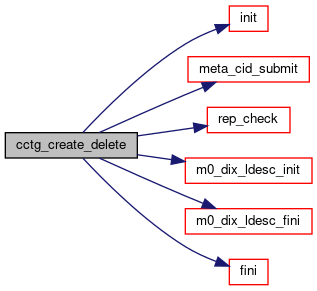 init
meta_cid_submit
rep_check
cctg_create_delete
m0_dix_ldesc_init
m0_dix_ldesc_fini
fini